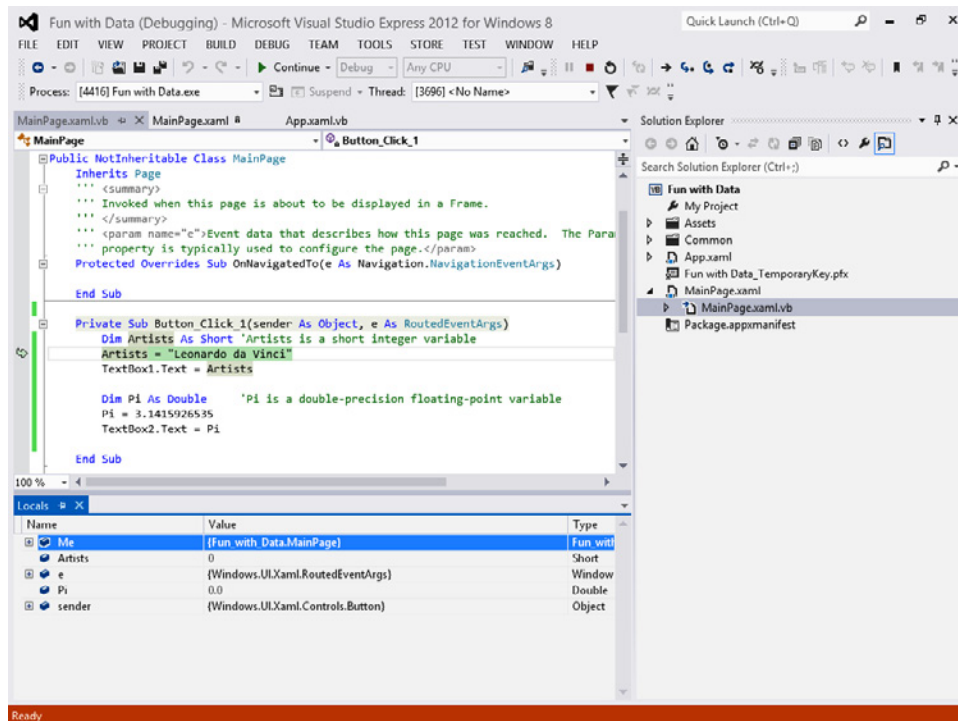 Fun with Data (Debugging) - Microsoft Visual Studio Express 2012 for Windows 8
Quick Launch (Ctrl+Q)
FILE EDIT VIEW PROJECT BUILD DEBUG TEAM TOOLS STORE TEST WINDOW HELP
Continue Debug Any CPU
Process: [4416] Fun with Data.exe Suspend Thread: [3696] <No Name>
MainPage.xaml.vb MainPage.xaml App.xaml.vb
MainPage Button_Click_1
Public NotInheritable Class MainPage
Inherits Page
''' <summary>
''' Invoked when this page is about to be displayed in a Frame.
''' </summary>
''' <param name="e">Event data that describes how this page was reached. The Para
''' property is typically used to configure the page.</param>
Protected Overrides Sub OnNavigatedTo(e As Navigation.NavigationEventArgs)
End Sub
Private Sub Button_Click_1(sender As Object, e As RoutedEventArgs)
Dim Artists As Short 'Artists is a short integer variable
Artists = "Leonardo da Vinci"
TextBox1.Text = Artists
Dim Pi As Double 'Pi is a double-precision floating-point variable
Pi = 3.1415926535
TextBox2.Text = Pi
End Sub
100 %
Locals
Name Value Type
Me {Fun_with_Data.MainPage} Fun_with
Artists 0 Short
e {Windows.UI.Xaml.RoutedEventArgs} Window
Pi 0.0 Double
sender {Windows.UI.Xaml.Controls.Button} Object
Solution Explorer
Search Solution Explorer (Ctrl+;)
Fun with Data
My Project
Assets
Common
App.xaml
Fun with Data_TemporaryKey.pfx
MainPage.xaml
MainPage.xaml.vb
Package.appxmanifest
Ready